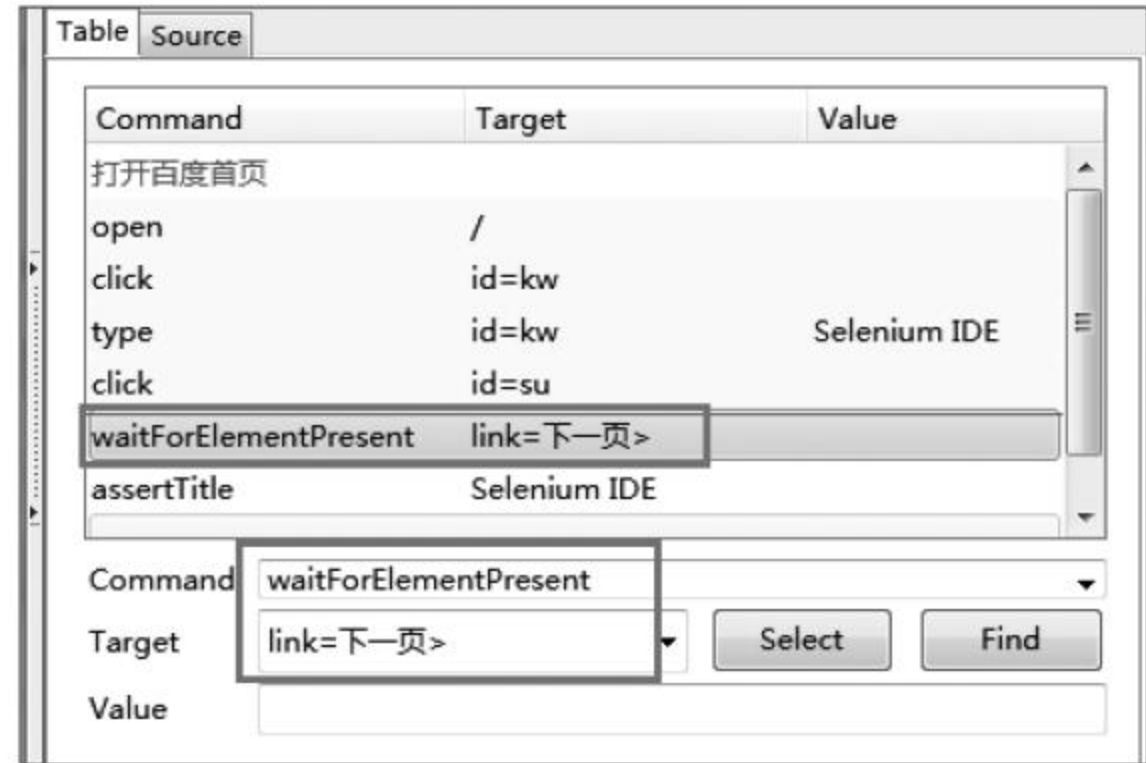 Table Source
Command Target Value
打开百度首页
open /
click id=kw
type id=kw Selenium IDE
click id=su
waitForElementPresent link=下一页>
assertTitle Selenium IDE
Command waitForElementPresent
Target link=下一页> Select Find
Value